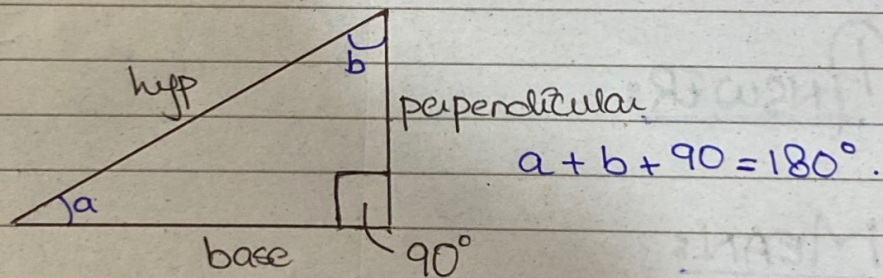 b
hyp
perpendicular
a + b + 90 = 180°.
a
base
90°